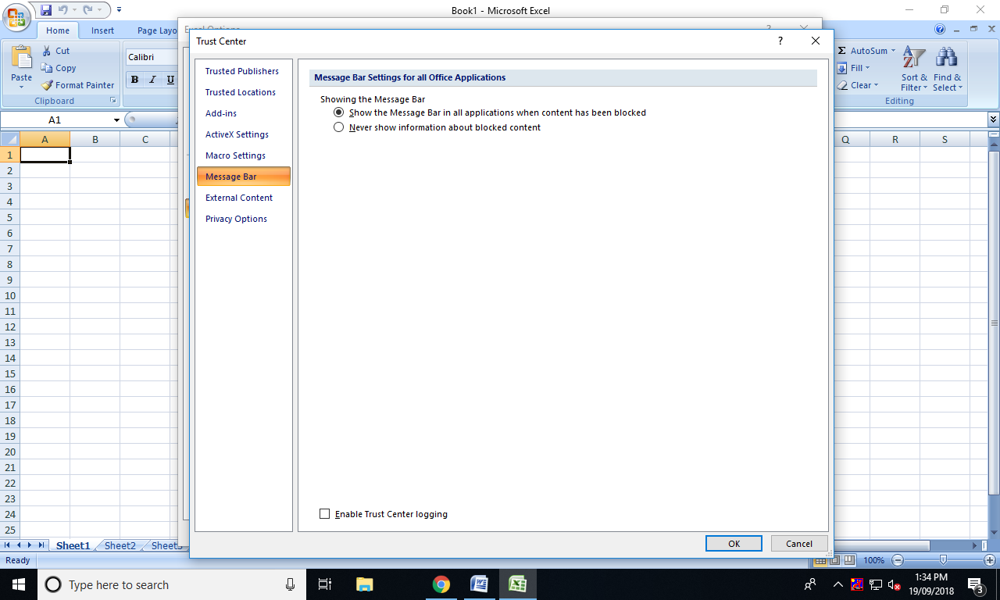 Book1 - Microsoft Excel
Home Insert Page Layo
Trust Center ?
Cut
Copy
Format Painter
Paste
Clipboard
Calibri
B I U
Σ AutoSum
Fill
Clear
Sort &
Filter
Find &
Select
Editing
A1
A B C Q R S
1
2
3
4
5
6
7
8
9
10
11
12
13
14
15
16
17
18
19
20
21
22
23
24
25
Trusted Publishers
Trusted Locations
Add-ins
ActiveX Settings
Macro Settings
Message Bar
External Content
Privacy Options
Message Bar Settings for all Office Applications
Showing the Message Bar
Show the Message Bar in all applications when content has been blocked
Never show information about blocked content
Enable Trust Center logging
OK Cancel
Sheet1 Sheet2 Sheet3
Ready 100%
Type here to search
1:34 PM
19/09/2018
3